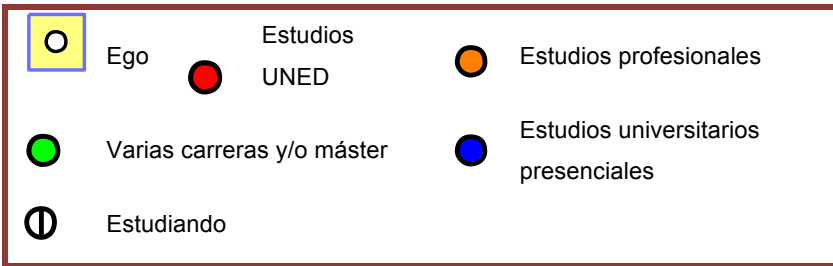 Ego
Estudios
UNED
Estudios profesionales
Varias carreras y/o máster
Estudios universitarios
presenciales
Estudiando